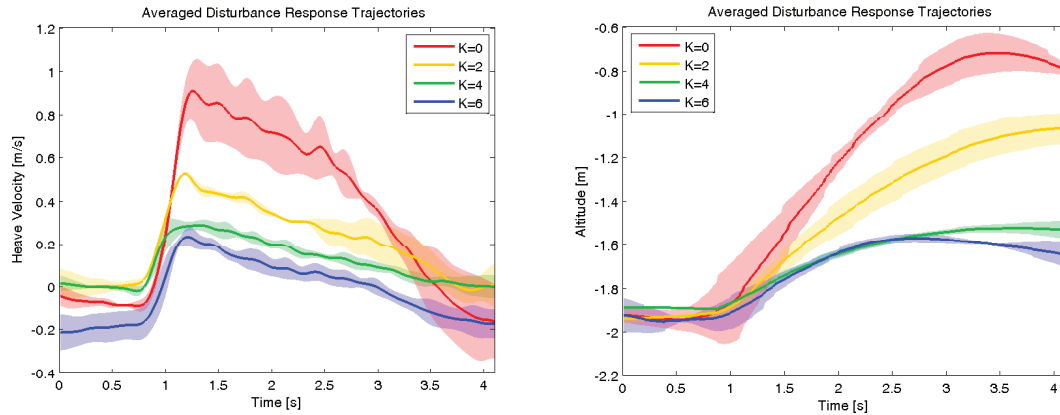 Averaged Disturbance Response Trajectories
1.2
1
0.8
0.6
0.4
0.2
0
-0.2
-0.4
Heave Velocity [m/s]
K=0
K=2
K=4
K=6
0 0.5 1 1.5 2 2.5 3 3.5 4
Time [s]
Averaged Disturbance Response Trajectories
-0.6
-0.8
-1
-1.2
-1.4
-1.6
-1.8
-2
-2.2
Altitude [m]
K=0
K=2
K=4
K=6
0 0.5 1 1.5 2 2.5 3 3.5 4
Time [s]